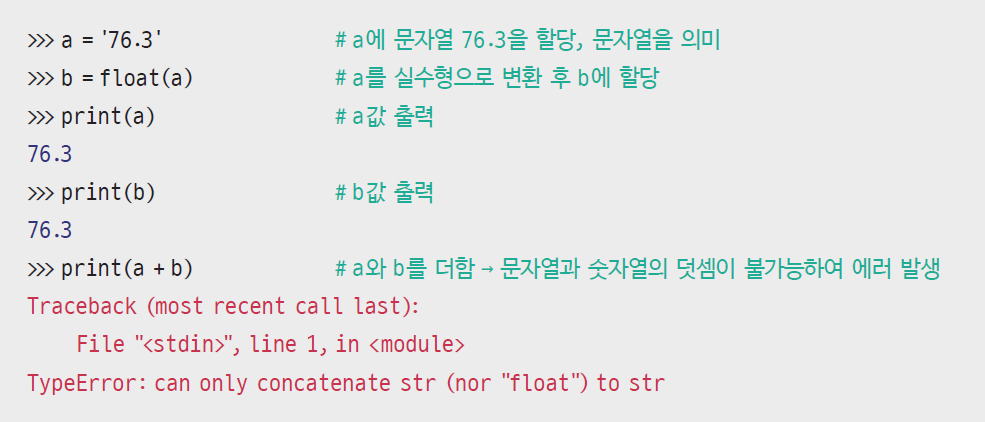 >>> a = '76.3' # a에 문자열 76.3을 할당, 문자열을 의미
>>> b = float(a) # a를 실수형으로 변환 후 b에 할당
>>> print(a) # a값 출력
76.3
>>> print(b) # b값 출력
76.3
>>> print(a + b) # a와 b를 더함 → 문자열과 숫자열의 덧셈이 불가능하여 에러 발생
Traceback (most recent call last):
File "<stdin>", line 1, in <module>
TypeError: can only concatenate str (nor "float") to str